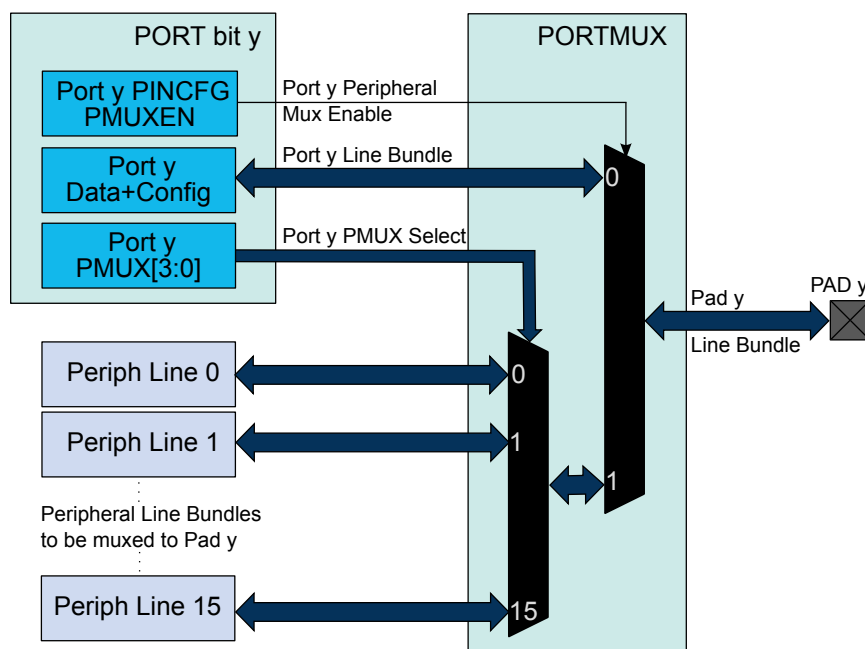 PORT bit y
PORTMUX
Port y PINCFG
PMUXEN
Port y Peripheral
Mux Enable
Port y
Data+Config
Port y Line Bundle
0
Port y
PMUX[3:0]
Port y PMUX Select
Pad y
Line Bundle
PAD y
Periph Line 0
0
Periph Line 1
1
1
Peripheral Line Bundles
to be muxed to Pad y
Periph Line 15
15